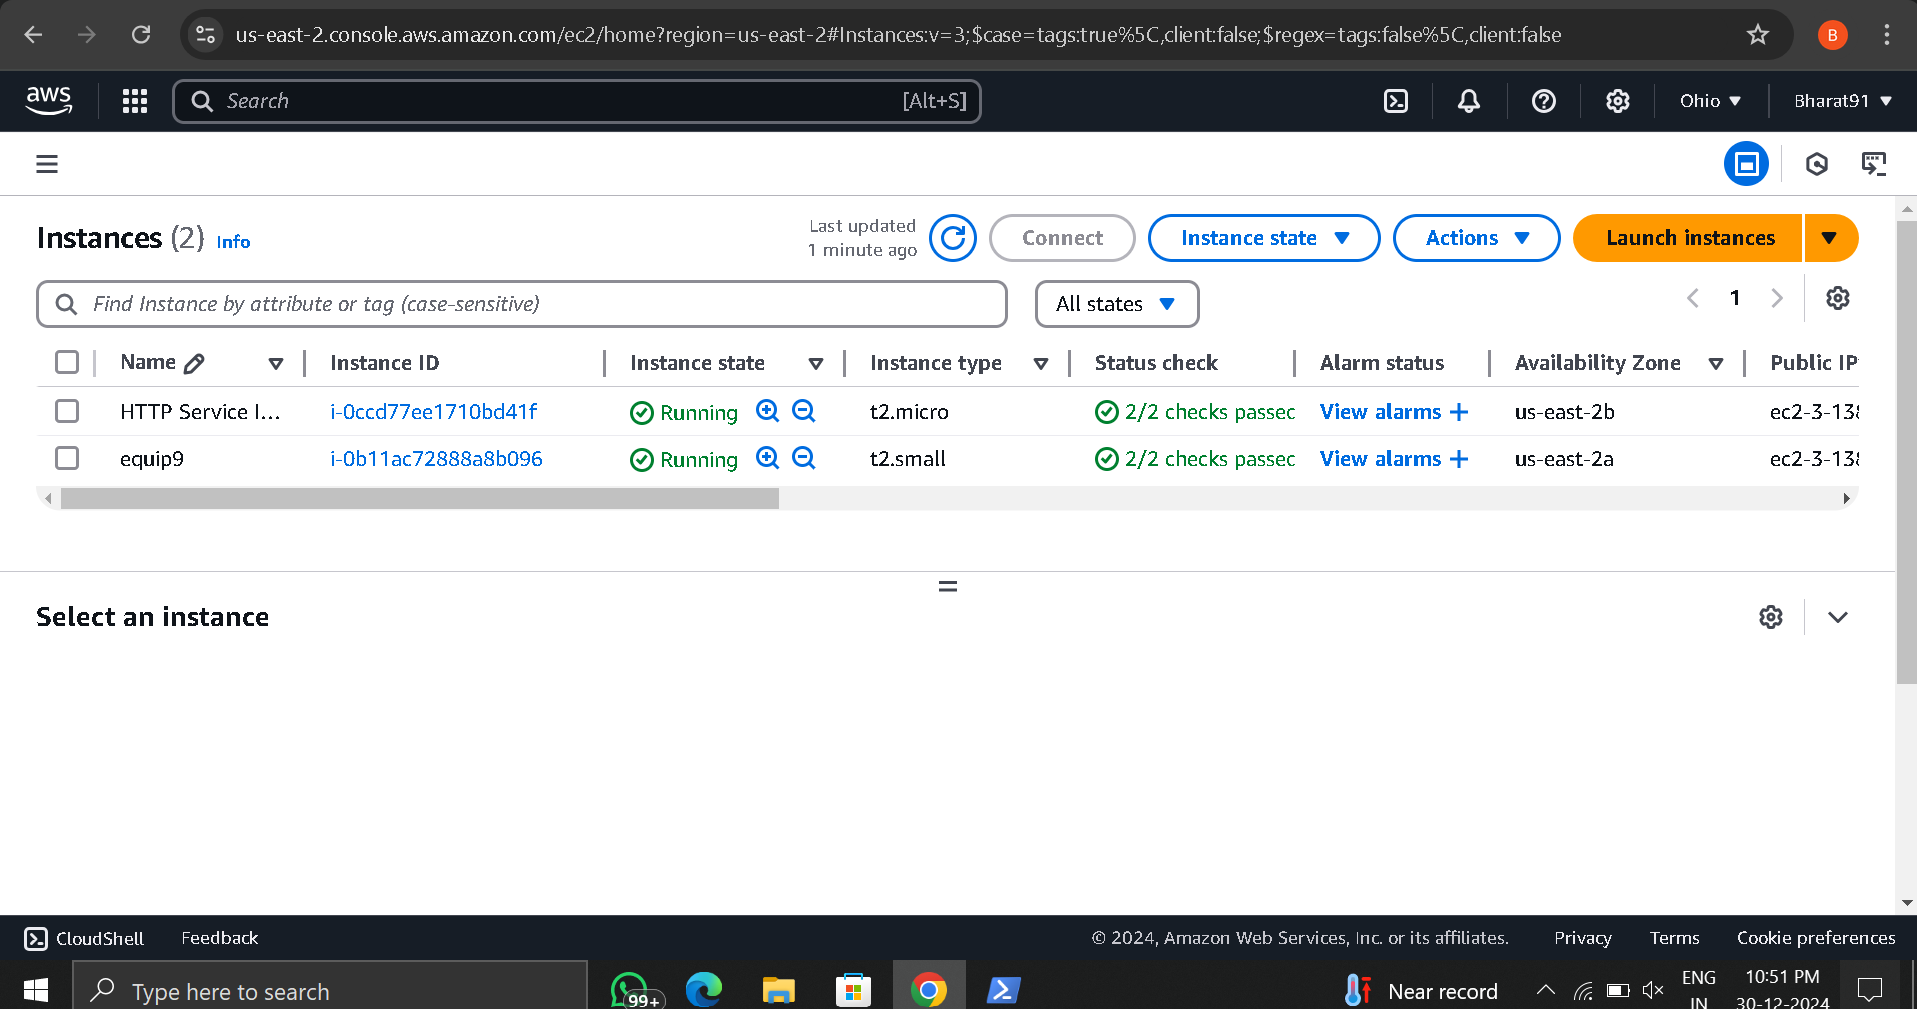 us-east-2.console.aws.amazon.com/ec2/home?region=us-east-2#Instances:v=3;$case=tags:true%5C,client:false;$regex=tags:false%5C,client:false
B
aws
Search
[Alt+S]
Ohio
Bharat91
Instances (2) Info
Last updated
1 minute ago
Connect
Instance state
Actions
Launch instances
Find Instance by attribute or tag (case-sensitive)
All states
1
Name Instance ID Instance state Instance type Status check Alarm status Availability Zone Public IP
HTTP Service I... i-0ccd77ee1710bd41f Running t2.micro 2/2 checks passec View alarms + us-east-2b ec2-3-138
equip9 i-0b11ac72888a8b096 Running t2.small 2/2 checks passec View alarms + us-east-2a ec2-3-138
Select an instance
CloudShell Feedback © 2024, Amazon Web Services, Inc. or its affiliates. Privacy Terms Cookie preferences
Type here to search
99+
Near record
ENG
IN
10:51 PM
30-12-2024